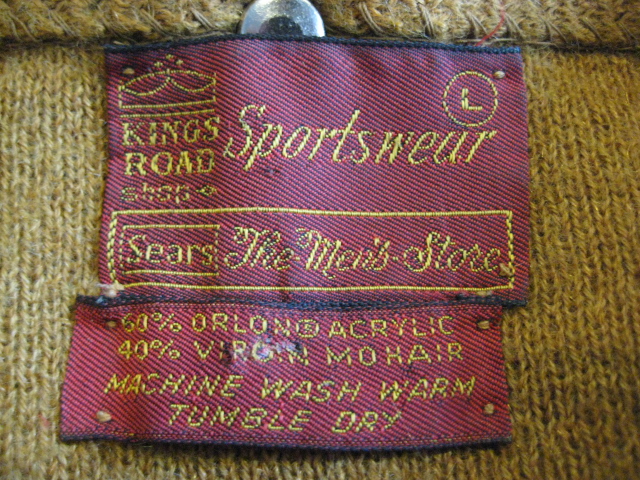 KINGS
ROAD
shop
Sportswear
L
Sears The Men's Store
60% ORLON® ACRYLIC
40% VIRGIN MOHAIR
MACHINE WASH WARM
TUMBLE DRY